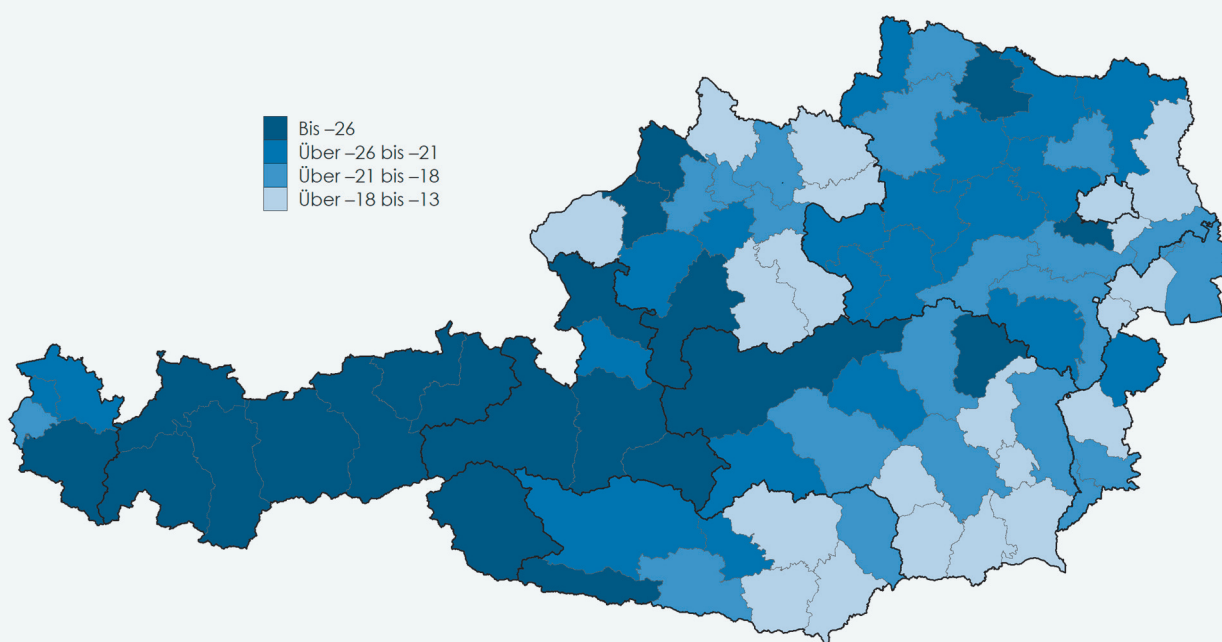 Bis –26
Über –26 bis –21
Über –21 bis –18
Über –18 bis –13